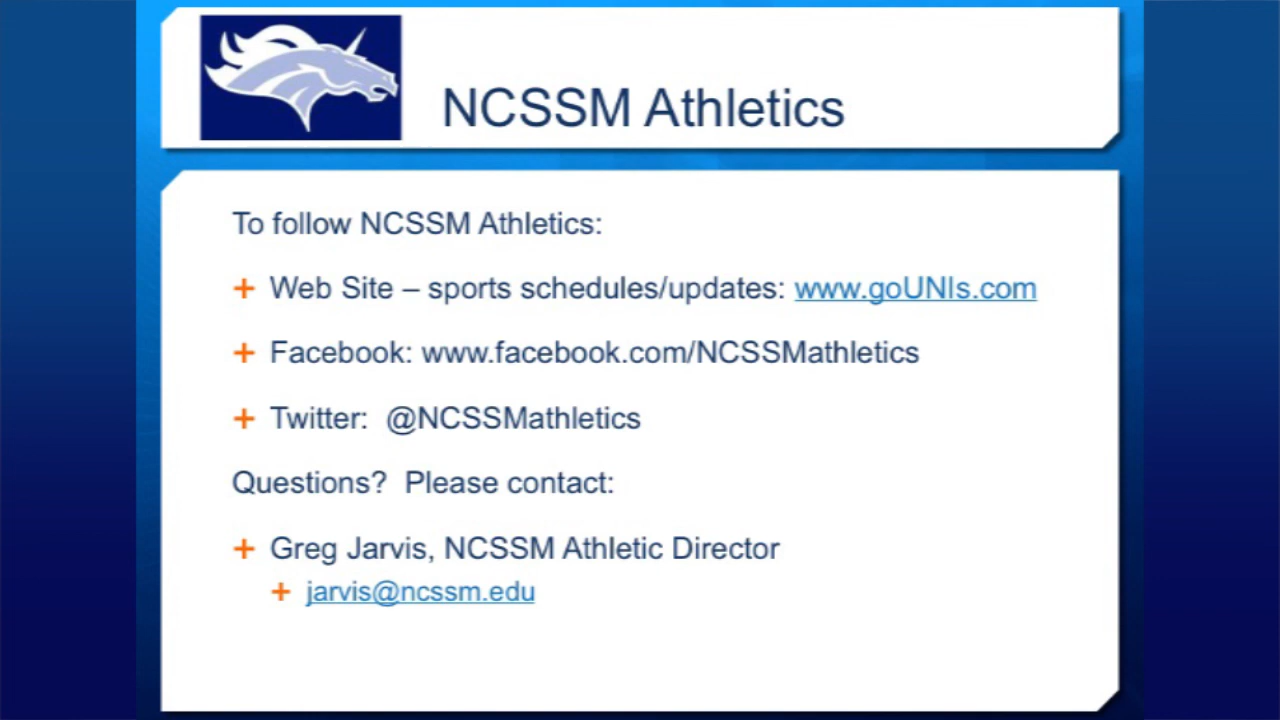 NCSSM Athletics
To follow NCSSM Athletics:
+ Web Site – sports schedules/updates: www.goUNIs.com
+ Facebook: www.facebook.com/NCSSMathletics
+ Twitter:  @NCSSMathletics
Questions?  Please contact:
+ Greg Jarvis, NCSSM Athletic Director
+ jarvis@ncssm.edu